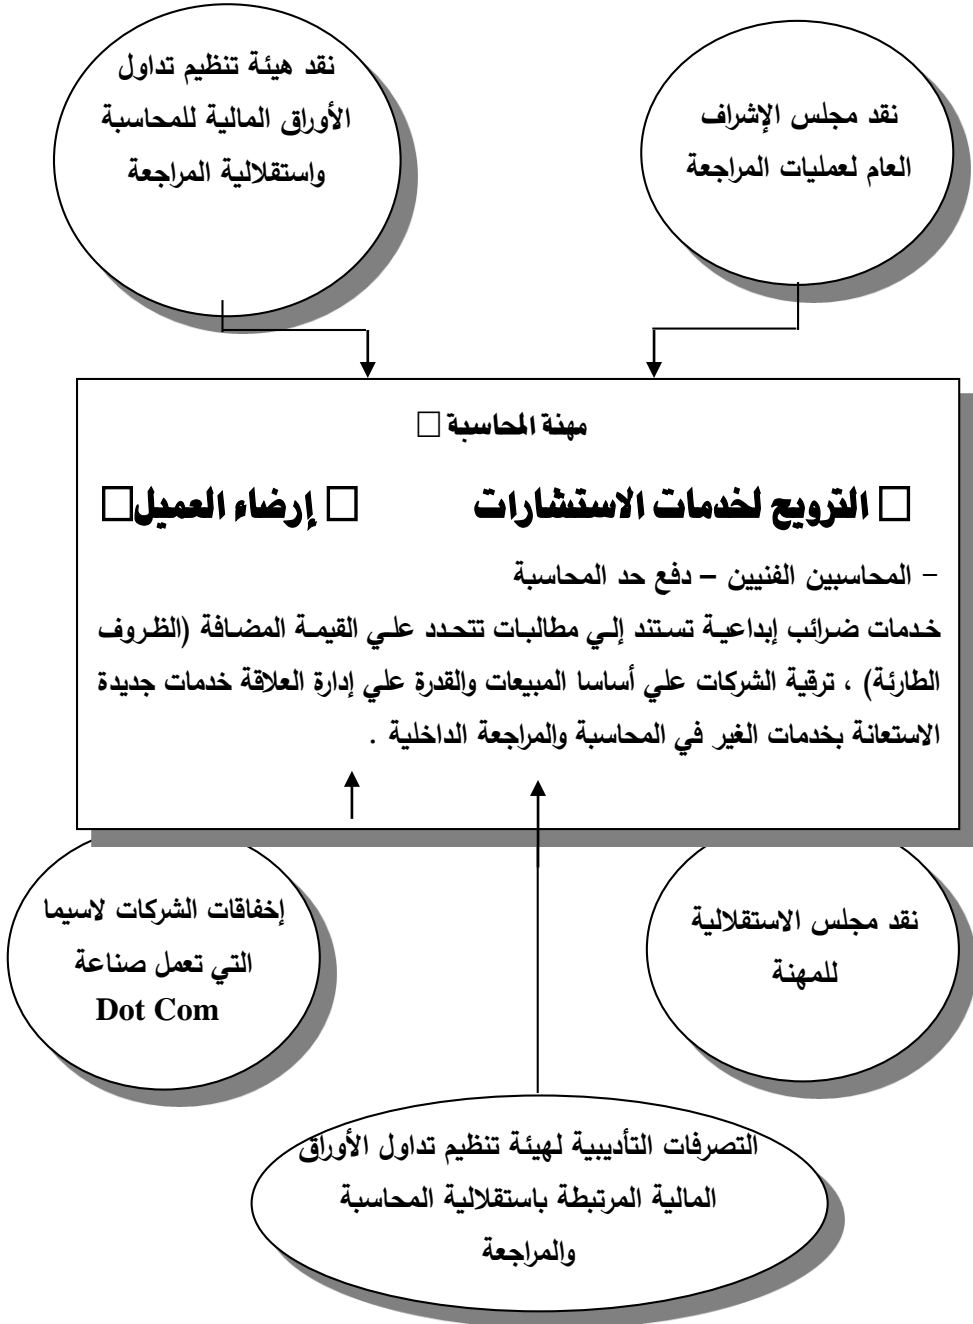 نقد مجلس الإشراف
العام لعمليات المراجعة
نقد هيئة تنظيم تداول
الأوراق المالية للمحاسبة
واستقلالية المراجعة
مهنة المحاسبة □
□ الترويج لخدمات الاستشارات □ إرضاء العميل□
- المحاسبين الفنيين – دفع حد المحاسبة
خدمات ضرائب إبداعية تستند إلي مطالبات تتحدد علي القيمة المضافة (الظروف
الطارئة) ، ترقية الشركات علي أساسا المبيعات والقدرة علي إدارة العلاقة خدمات جديدة
الاستعانة بخدمات الغير في المحاسبة والمراجعة الداخلية .
نقد مجلس الاستقلالية
للمهنة
إخفاقات الشركات لاسيما
التي تعمل صناعة
Dot Com
التصرفات التأديبية لهيئة تنظيم تداول الأوراق
المالية المرتبطة باستقلالية المحاسبة
والمراجعة